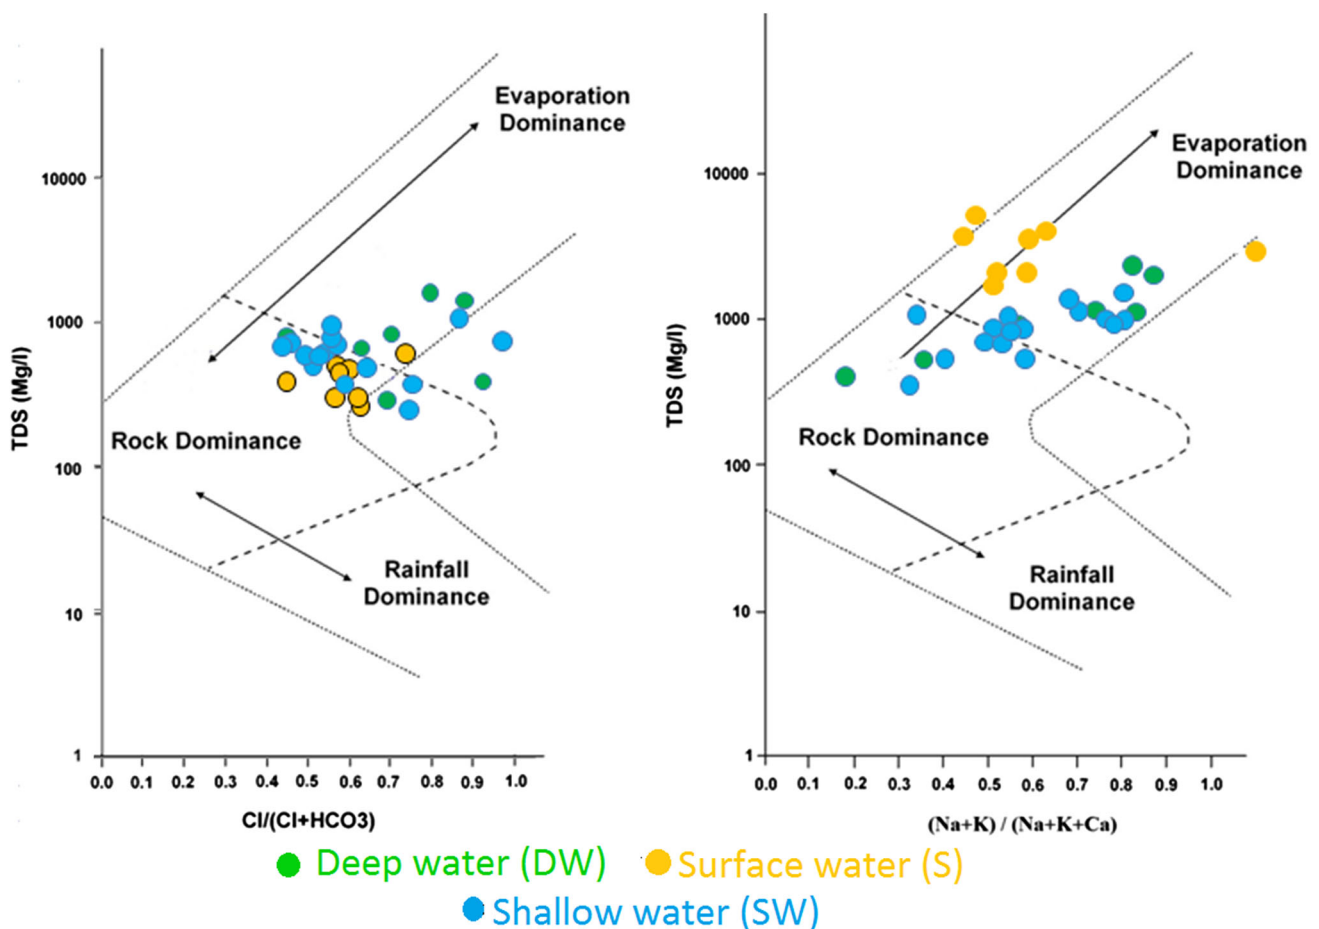 Evaporation
Dominance
10000
1000
TDS (Mg/l)
Rock Dominance
100
Rainfall
Dominance
10
1
0.0 0.1 0.2 0.3 0.4 0.5 0.6 0.7 0.8 0.9 1.0
Cl/(Cl+HCO3)
Evaporation
Dominance
10000
1000
TDS (Mg/l)
Rock Dominance
100
Rainfall
Dominance
10
1
0.0 0.1 0.2 0.3 0.4 0.5 0.6 0.7 0.8 0.9 1.0
(Na+K) / (Na+K+Ca)
Deep water (DW) Surface water (S)
Shallow water (SW)